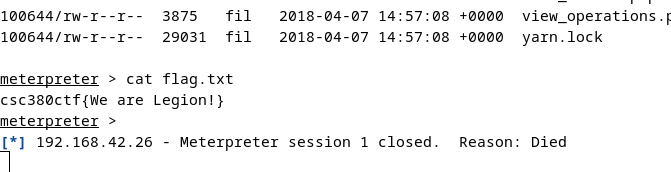 100644/rw-r--r--  3875   fil   2018-04-07 14:57:08 +0000  view_operations.p
100644/rw-r--r--  29031  fil   2018-04-07 14:57:08 +0000  yarn.lock
meterpreter > cat flag.txt
csc380ctf{We are Legion!}
meterpreter >
[*] 192.168.42.26 - Meterpreter session 1 closed.  Reason: Died